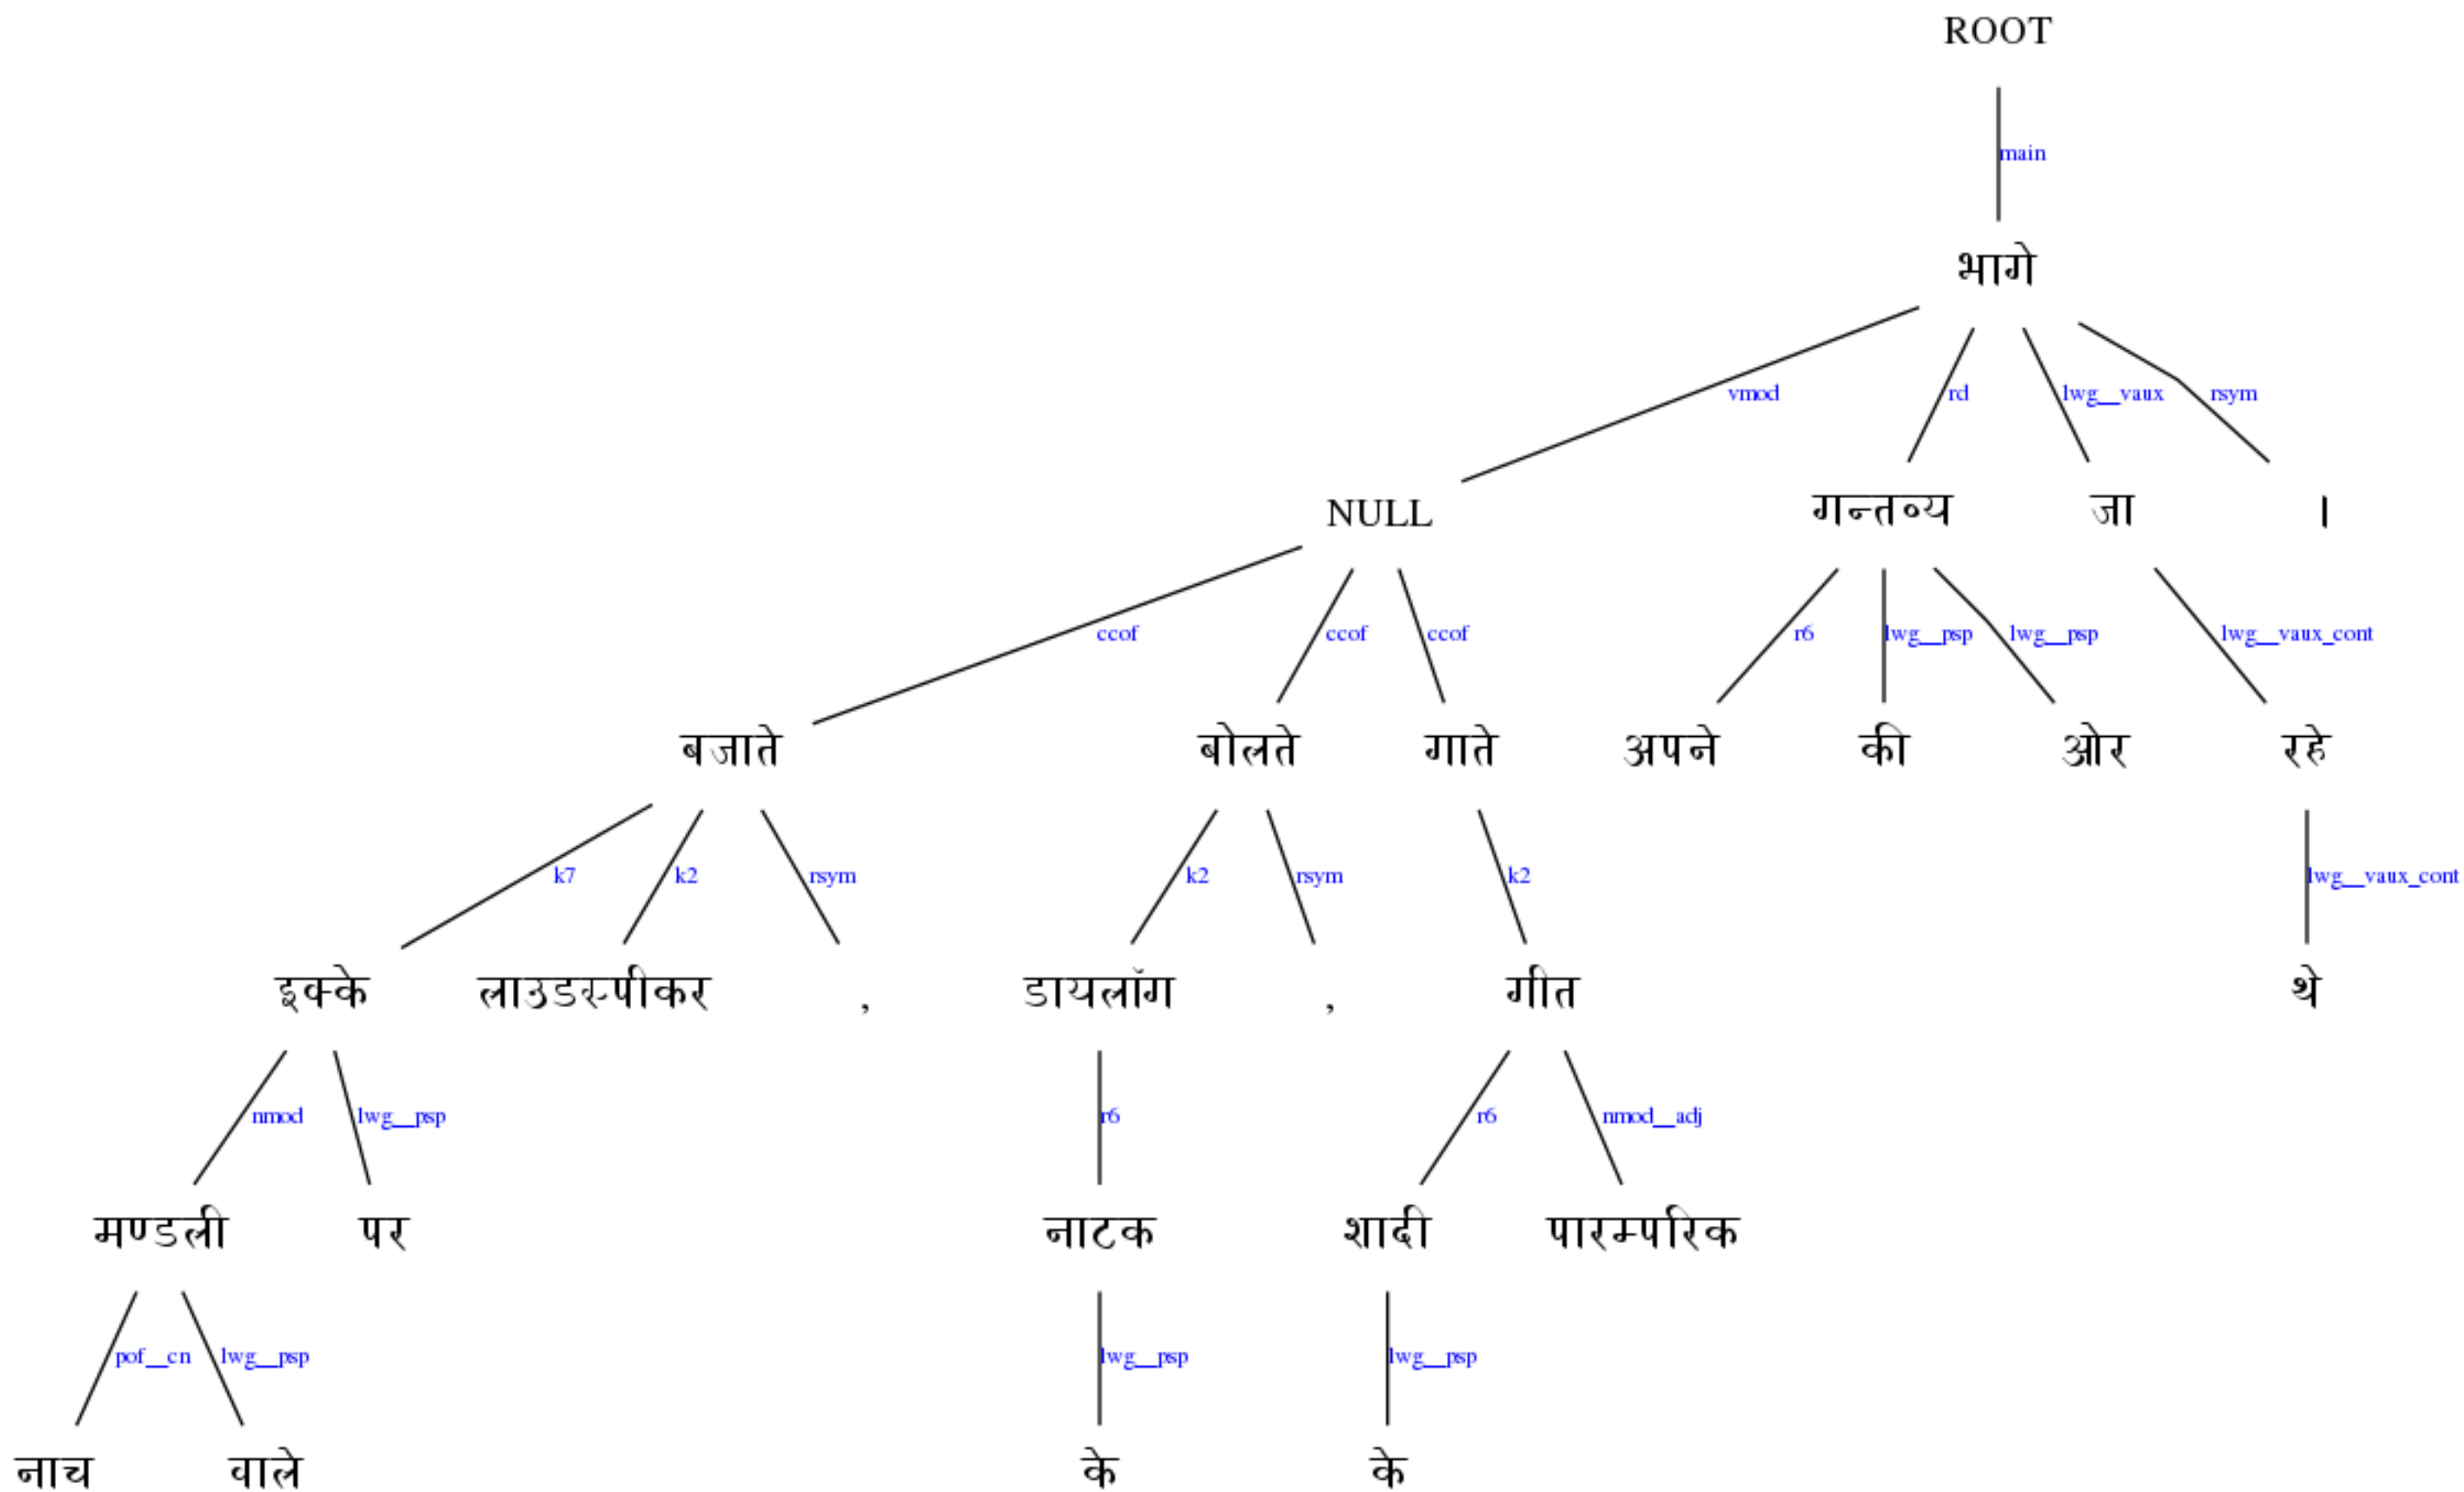 ROOT
main
भागे
vmod rd lwg__vaux rsym
NULL गन्तव्य जा ।
ccof ccof ccof r6 lwg__psp lwg__psp lwg__vaux_cont
बजाते बोलते गाते अपने की ओर रहे
k7 k2 rsym k2 rsym k2 lwg__vaux_cont
इक्के लाउडस्पीकर , डायलॉग , गीत थे
nmod lwg__psp r6 r6 nmod__adj
मण्डली पर नाटक शादी पारम्परिक
pof__cn lwg__psp lwg__psp lwg__psp
नाच वाले के के